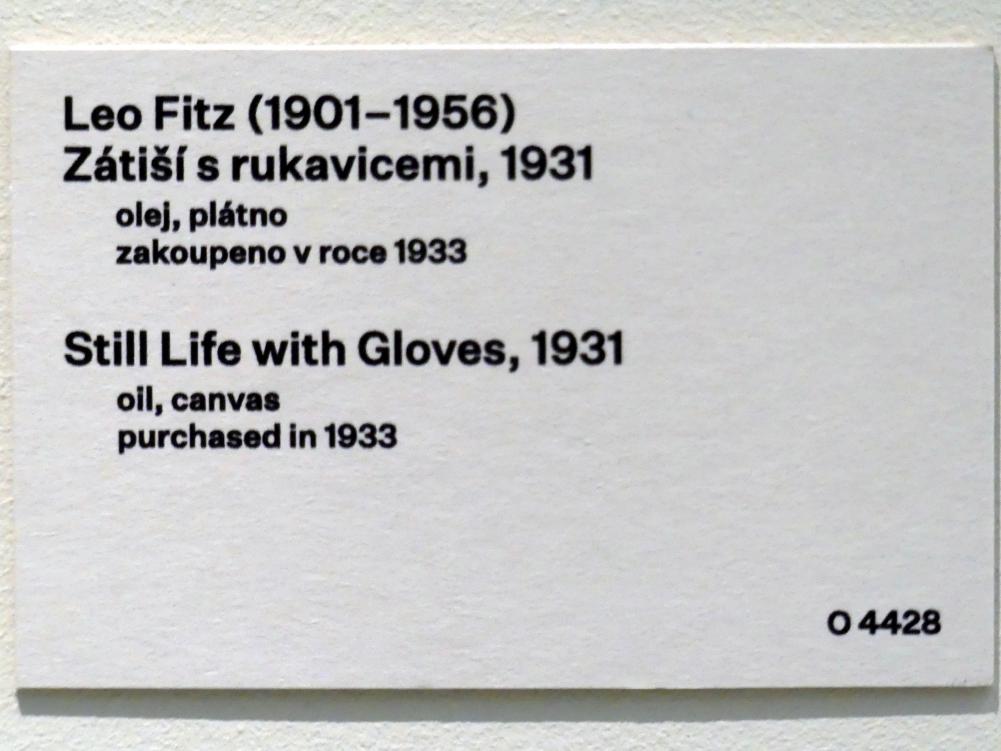 Leo Fitz (1901–1956)
Zátiší s rukavicemi, 1931
olej, plátno
zakoupeno v roce 1933
Still Life with Gloves, 1931
oil, canvas
purchased in 1933
O 4428